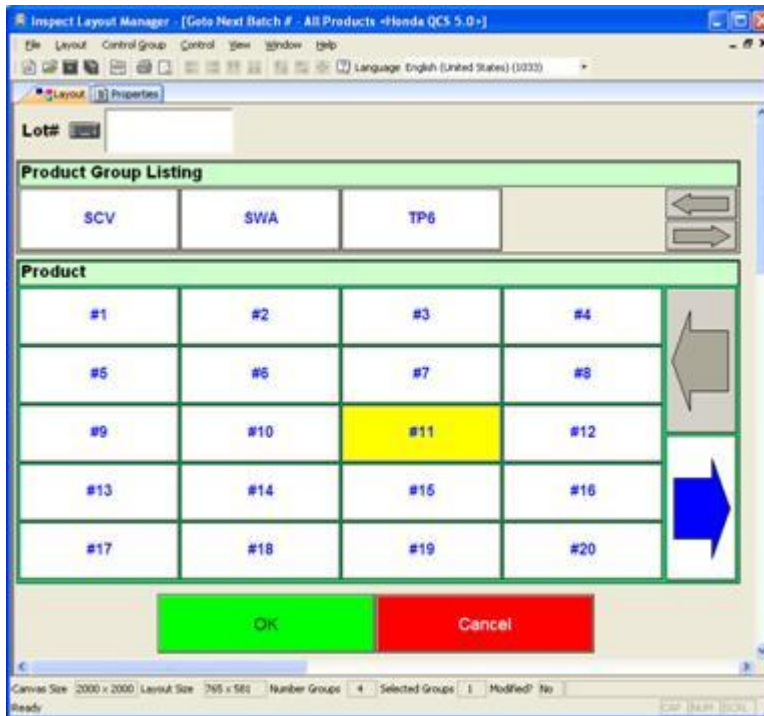 Inspect Layout Manager - [Goto Next Batch # - All Products <Honda QCS 5.0>]
File Layout Control Group Control View Window Help
Language English (United States) (1033)
Layout Properties
Lot#
Product Group Listing
SCV SWA TP6
Product
#1 #2 #3 #4
#5 #6 #7 #8
#9 #10 #11 #12
#13 #14 #15 #16
#17 #18 #19 #20
OK Cancel
Canvas Size 2000 x 2000 Layout Size 765 x 581 Number Groups 4 Selected Groups 1 Modified? No
Ready CAP NUM SCRL